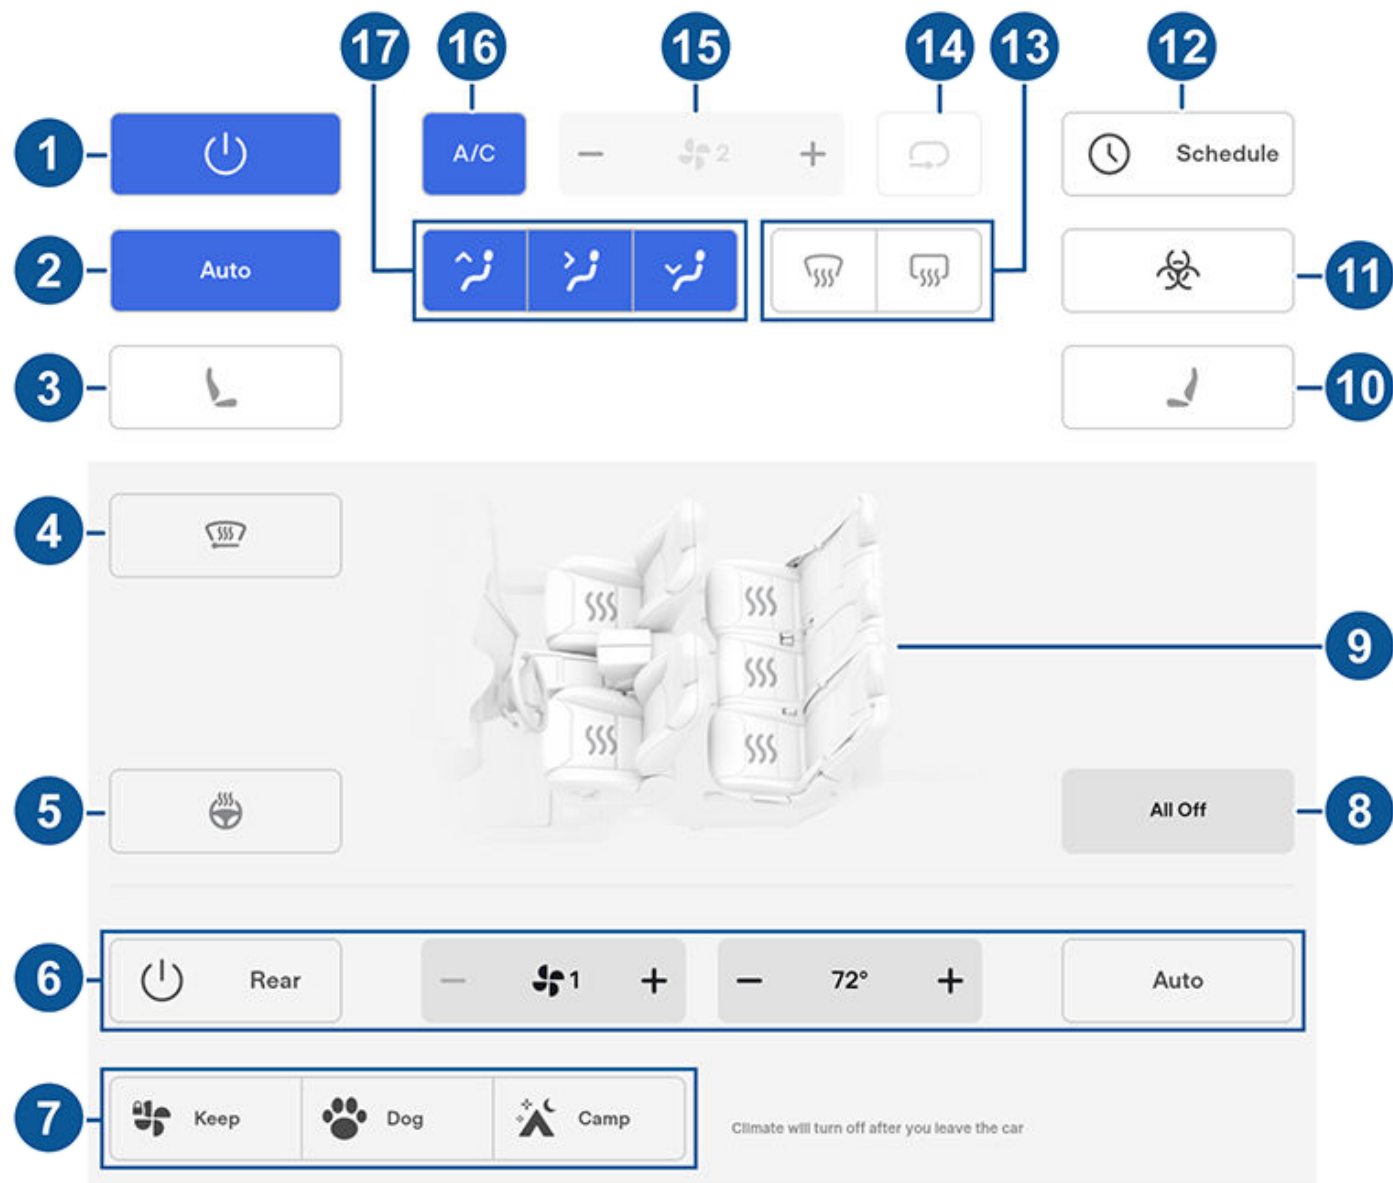 17 16 15 14 13 12
1 A/C 2 Schedule
2 Auto 11
3 10
4
9
5 All Off 8
6 Rear 1 72° Auto
7 Keep Dog Camp Climate will turn off after you leave the car